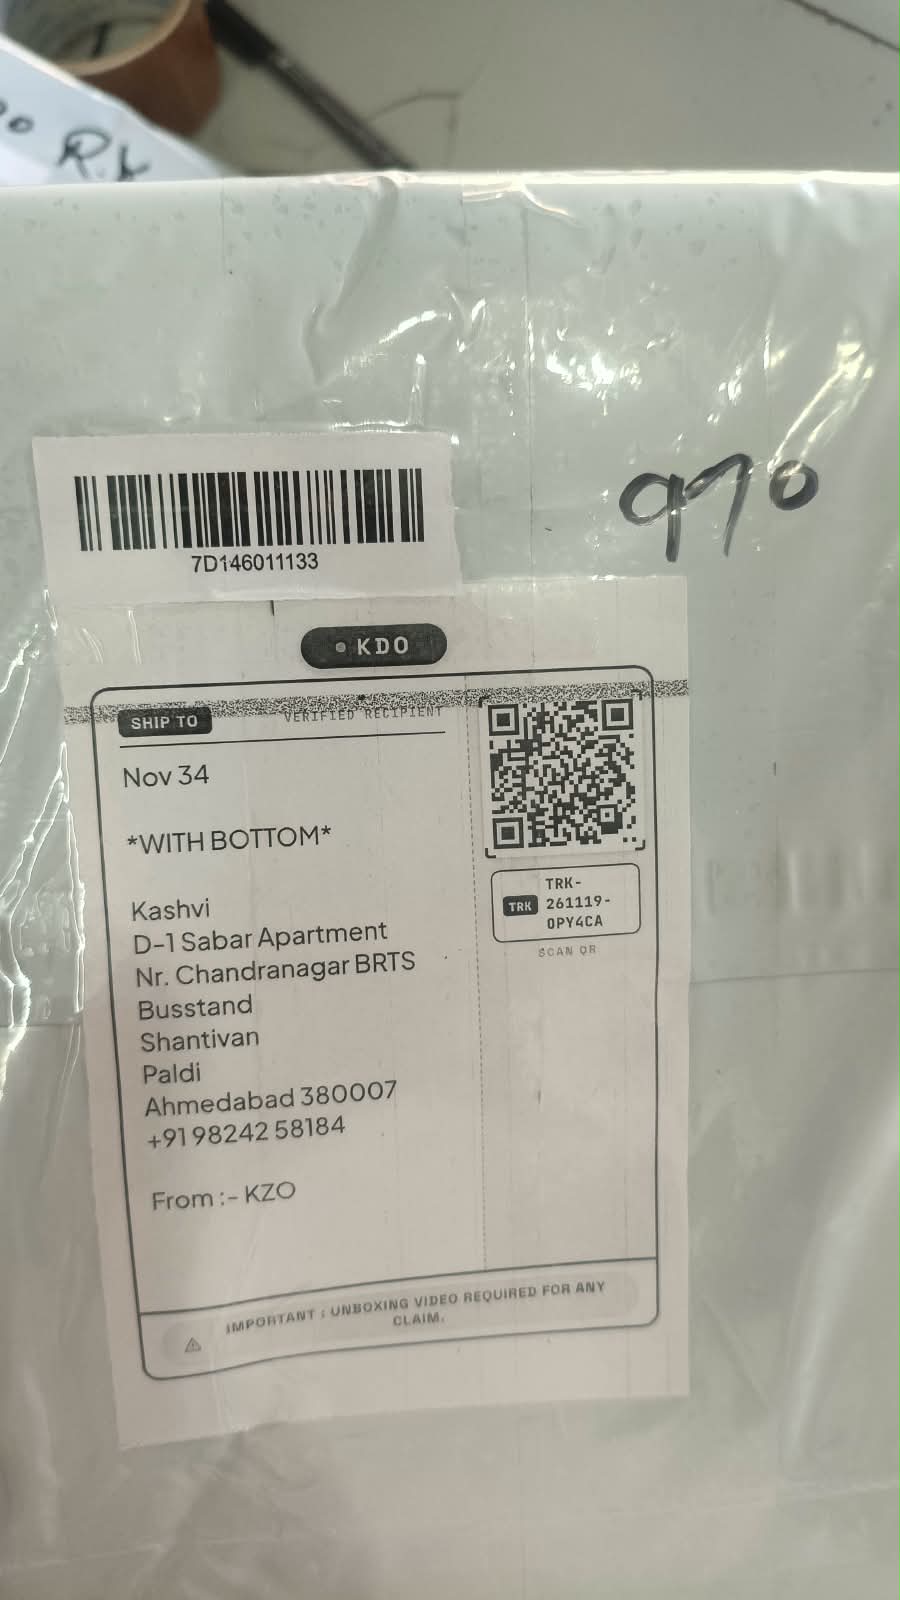 R.K
970
7D146011133
KDO
SHIP TO
VERIFIED RECIPIENT
Nov 34
*WITH BOTTOM*
Kashvi
D-1 Sabar Apartment
Nr. Chandranagar BRTS
Busstand
Shantivan
Paldi
Ahmedabad 380007
+91 98242 58184
From :- KZO
TRK
TRK-
261119-
0PY4CA
SCAN QR
IMPORTANT : UNBOXING VIDEO REQUIRED FOR ANY
CLAIM.